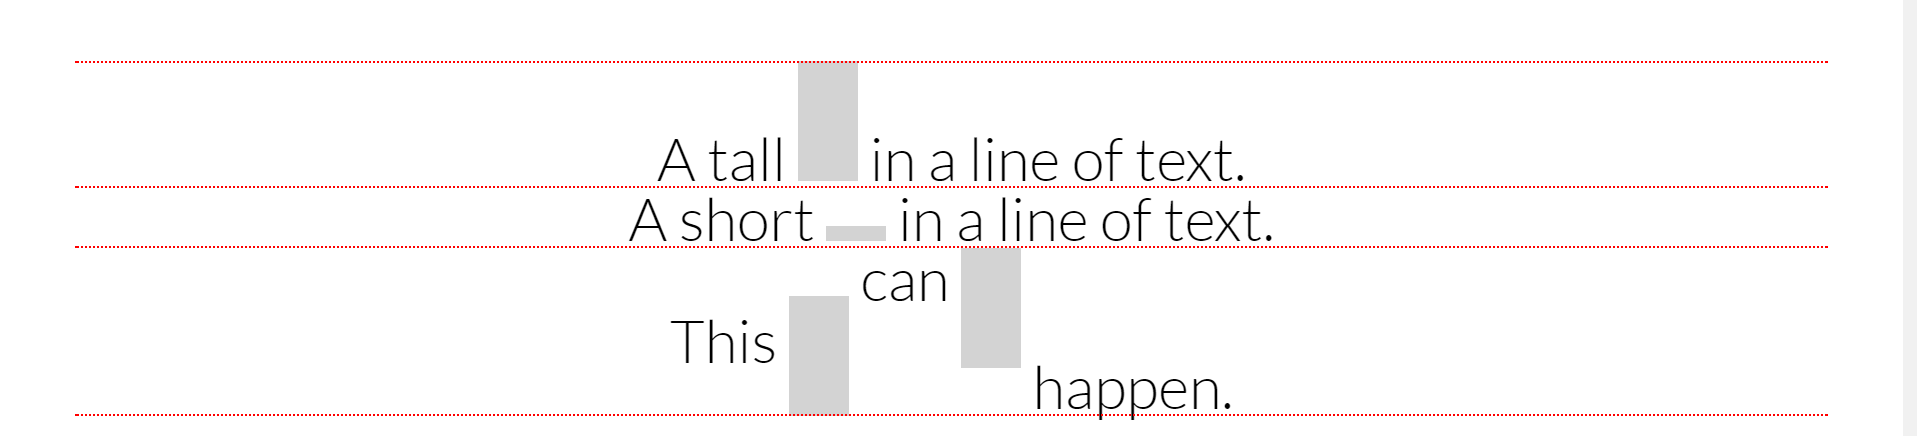 A tall in a line of text.
A short in a line of text.
This can happen.